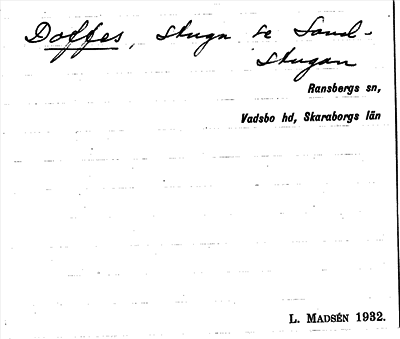 Doffes, stuga se Sand-
stugan
Ransbergs sn,
Vadsbo hd, Skaraborgs län
L. MADSÉN 1932.